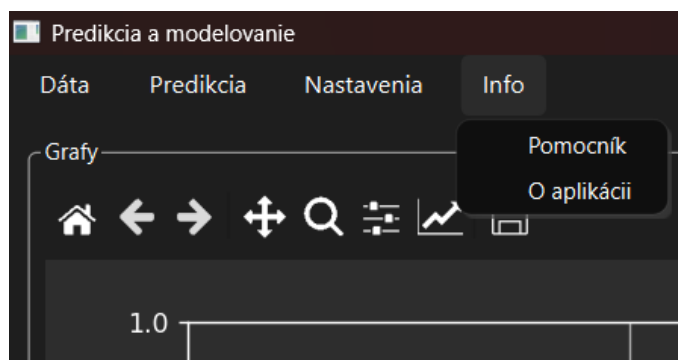 Predikcia a modelovanie
Dáta Predikcia Nastavenia Info
Pomocník
Grafy
O aplikácii
1.0